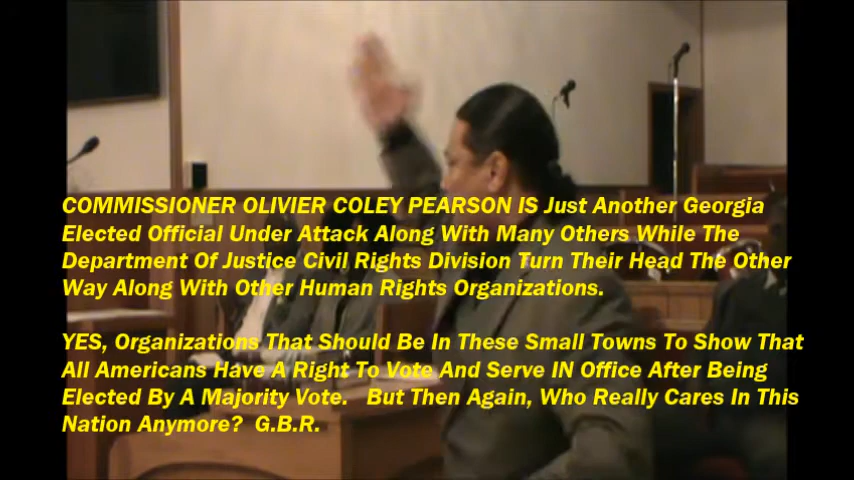 COMMISSIONER OLIVIER COLEY PEARSON IS Just Another Georgia
Elected Official Under Attack Along With Many Others While The
Department Of Justice Civil Rights Division Turn Their Head The Other
Way Along With Other Human Rights Organizations.
YES, Organizations That Should Be In These Small Towns To Show That
All Americans Have A Right To Vote And Serve IN Office After Being
Elected By A Majority Vote. But Then Again, Who Really Cares In This
Nation Anymore? G.B.R.